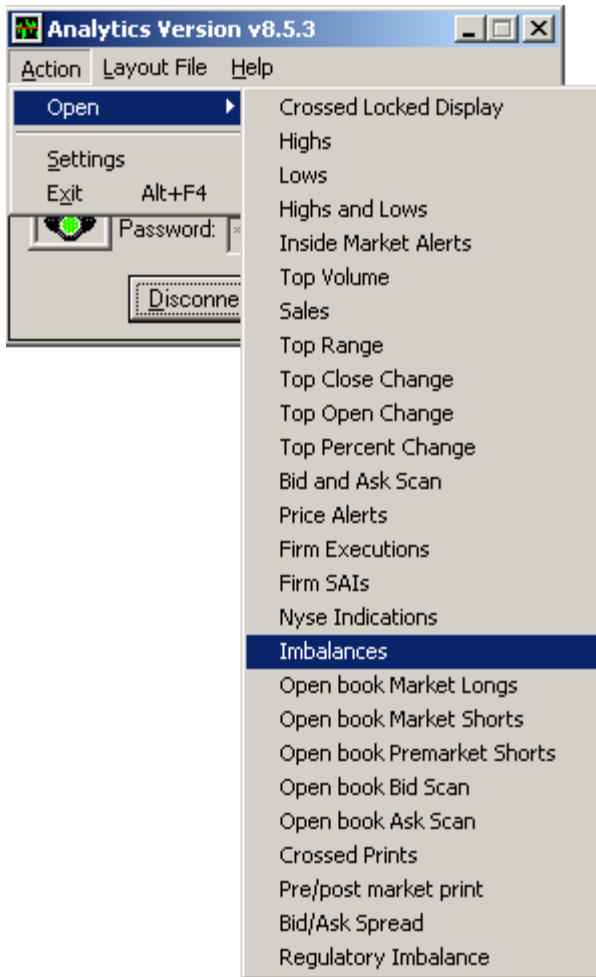 Analytics Version v8.5.3
Action Layout File Help
Open
Settings
Exit Alt+F4
Password:
Disconne
Crossed Locked Display
Highs
Lows
Highs and Lows
Inside Market Alerts
Top Volume
Sales
Top Range
Top Close Change
Top Open Change
Top Percent Change
Bid and Ask Scan
Price Alerts
Firm Executions
Firm SAIs
Nyse Indications
Imbalances
Open book Market Longs
Open book Market Shorts
Open book Premarket Shorts
Open book Bid Scan
Open book Ask Scan
Crossed Prints
Pre/post market print
Bid/Ask Spread
Regulatory Imbalance